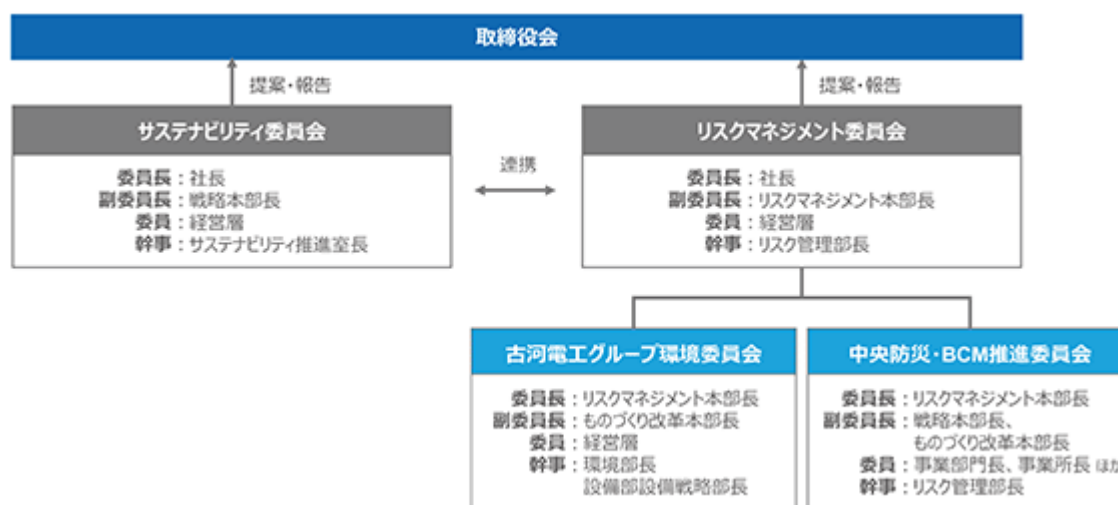 取締役会
提案・報告
提案・報告
サステナビリティ委員会
委員長：社長
副委員長：戦略本部長
委員：経営層
幹事：サステナビリティ推進室長
連携
リスクマネジメント委員会
委員長：社長
副委員長：リスクマネジメント本部長
委員：経営層
幹事：リスク管理部長
古河電工グループ環境委員会
委員長：リスクマネジメント本部長
副委員長：ものづくり改革本部長
委員：経営層
幹事：環境部長
設備部設備戦略部長
中央防災・BCM推進委員会
委員長：リスクマネジメント本部長
副委員長：戦略本部長、
ものづくり改革本部長
委員：事業部門長、事業所長 ほか
幹事：リスク管理部長